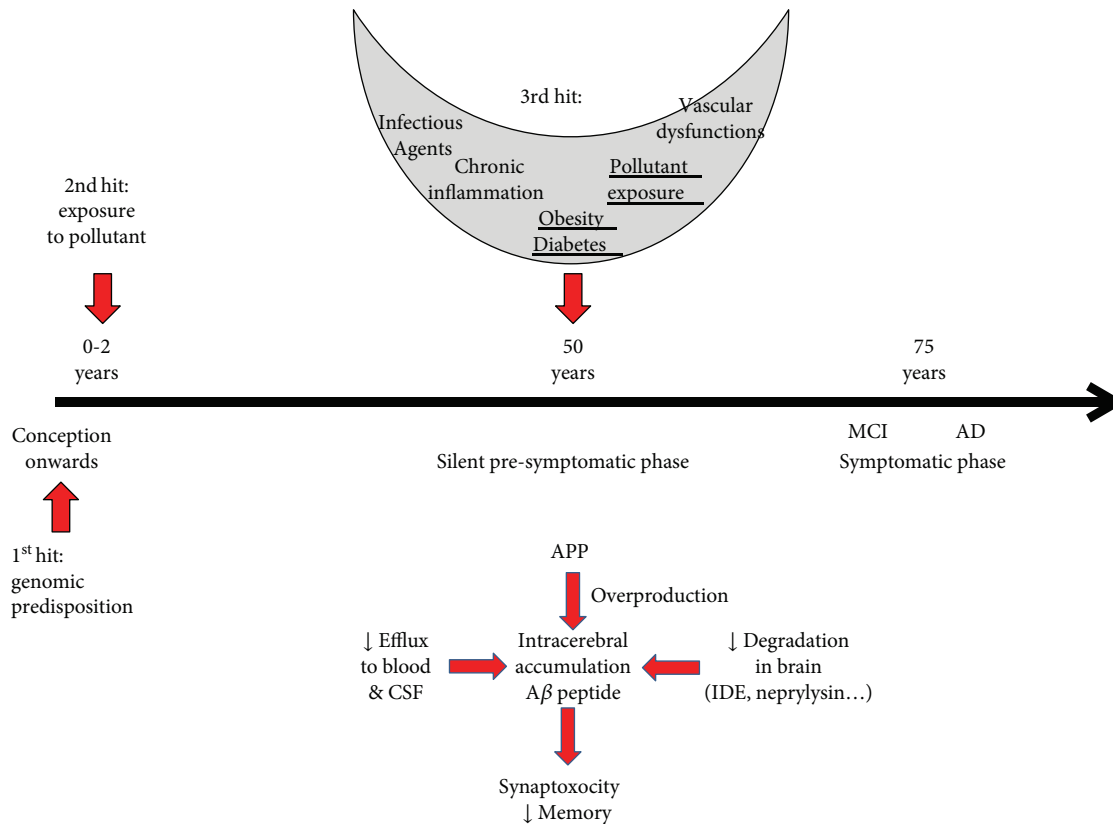 3rd hit:
Infectious
Agents
Chronic
inflammation
Obesity
Diabetes
Pollutant
exposure
Vascular
dysfunctions
2nd hit:
exposure
to pollutant
0-2
years
50
years
75
years
Conception
onwards
1st hit:
genomic
predisposition
Silent pre-symptomatic phase
MCI AD
Symptomatic phase
APP
Overproduction
↓ Efflux
to blood
& CSF
Intracerebral
accumulation
Aβ peptide
↓ Degradation
in brain
(IDE, neprylysin…)
Synaptoxocity
↓ Memory